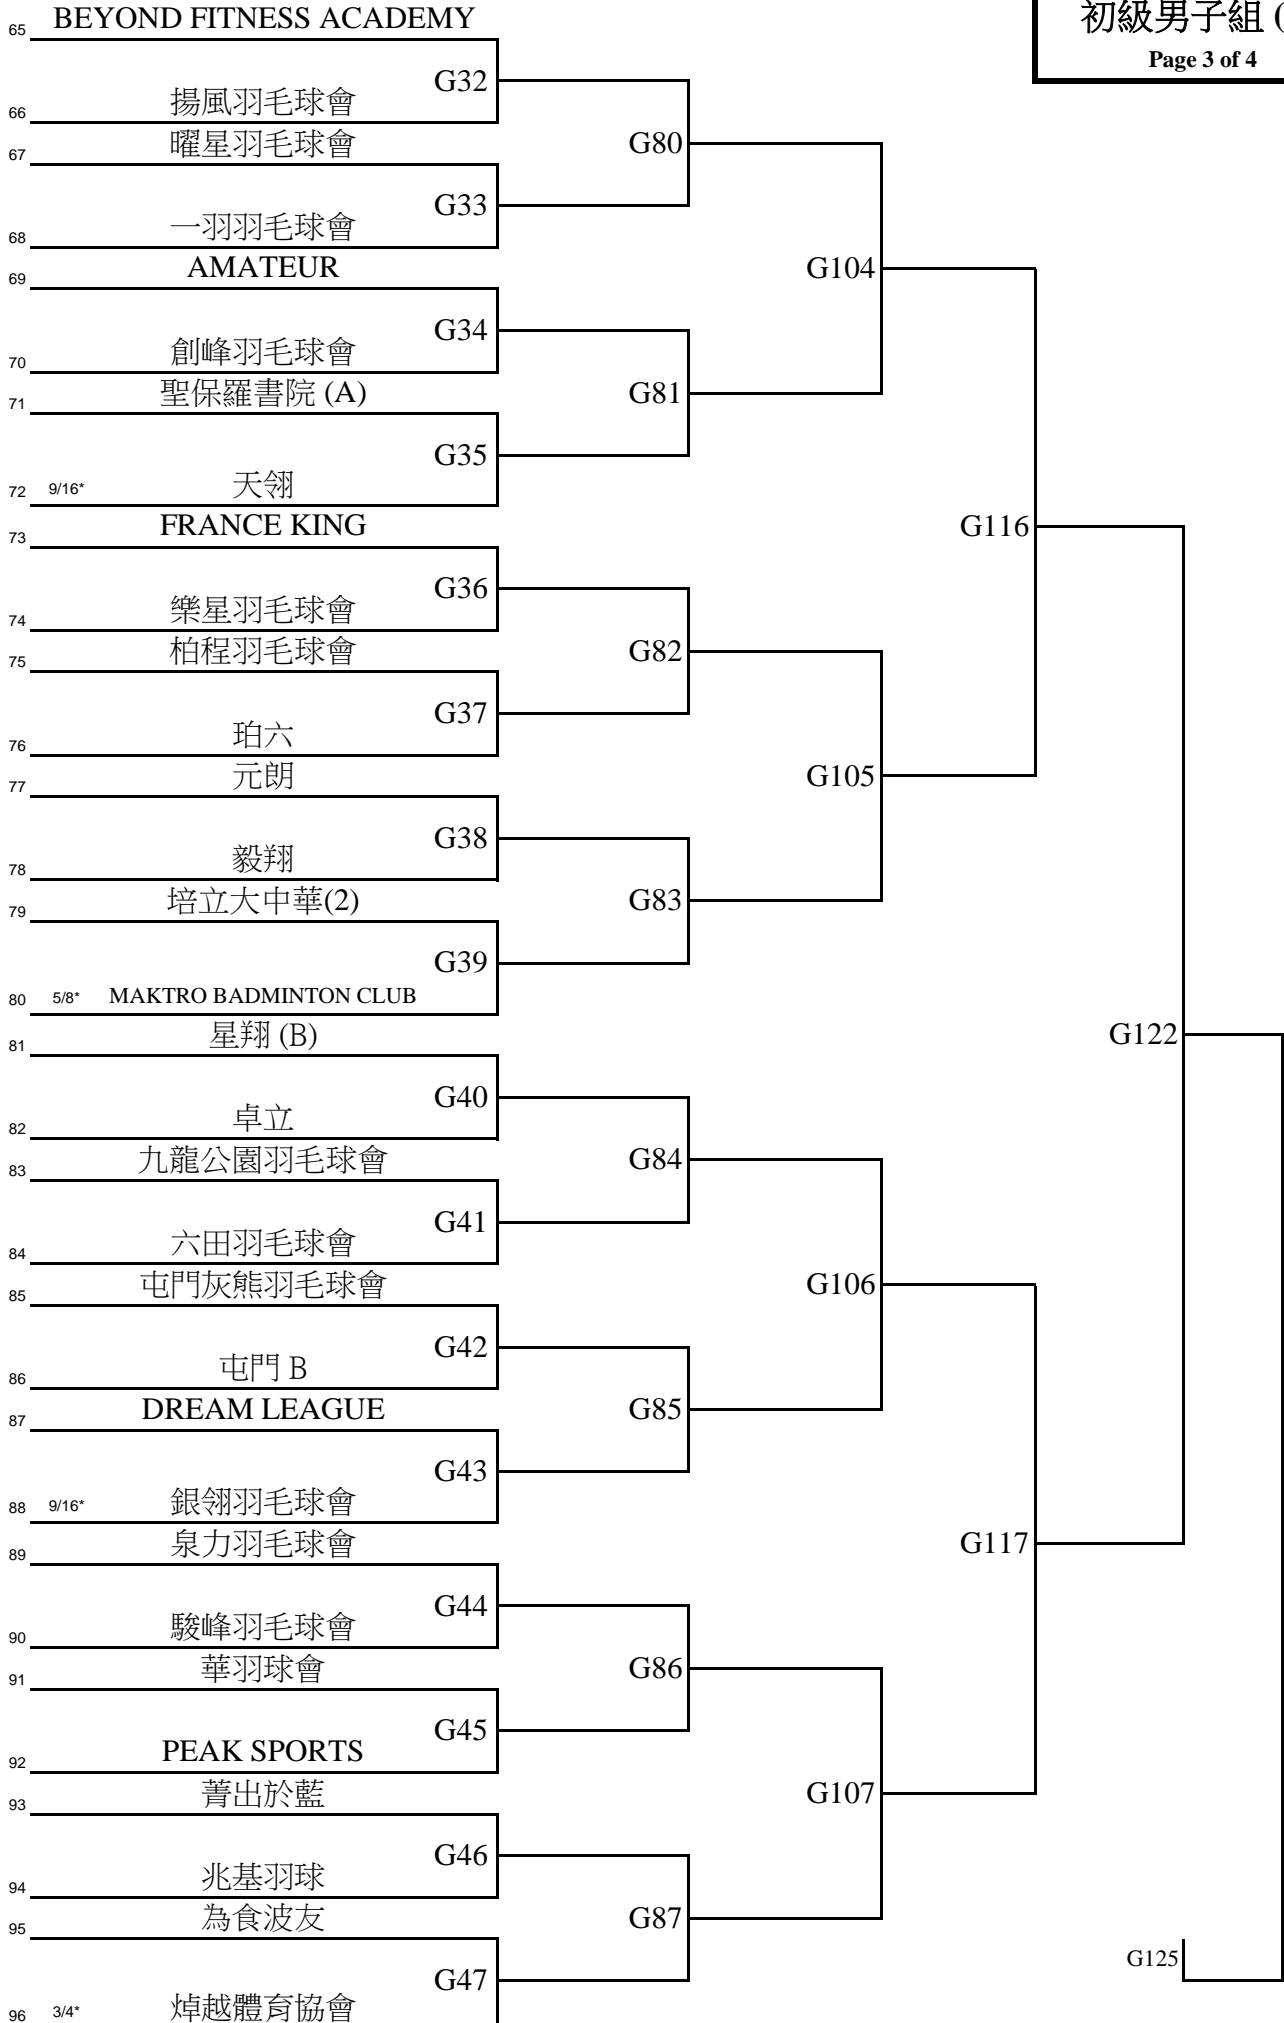 初級男子組 (
Page 3 of 4
65 BEYOND FITNESS ACADEMY
G32
66 揚風羽毛球會
67 曜星羽毛球會
G80
G33
68 一羽羽毛球會
69 AMATEUR
G104
G34
70 創峰羽毛球會
71 聖保羅書院 (A)
G81
G35
72 9/16* 天翎
73 FRANCE KING
G116
G36
74 樂星羽毛球會
75 柏程羽毛球會
G82
G37
76 珀六
77 元朗
G105
G38
78 毅翔
79 培立大中華(2)
G83
G39
80 5/8* MAKTRO BADMINTON CLUB
81 星翔 (B)
G122
G40
82 卓立
83 九龍公園羽毛球會
G84
G41
84 六田羽毛球會
85 屯門灰熊羽毛球會
G106
G42
86 屯門 B
87 DREAM LEAGUE
G85
G43
88 9/16* 銀翎羽毛球會
89 泉力羽毛球會
G117
G44
90 駿峰羽毛球會
91 華羽球會
G86
G45
92 PEAK SPORTS
93 菁出於藍
G107
G46
94 兆基羽球
95 為食波友
G87
G125
G47
96 3/4* 焯越體育協會